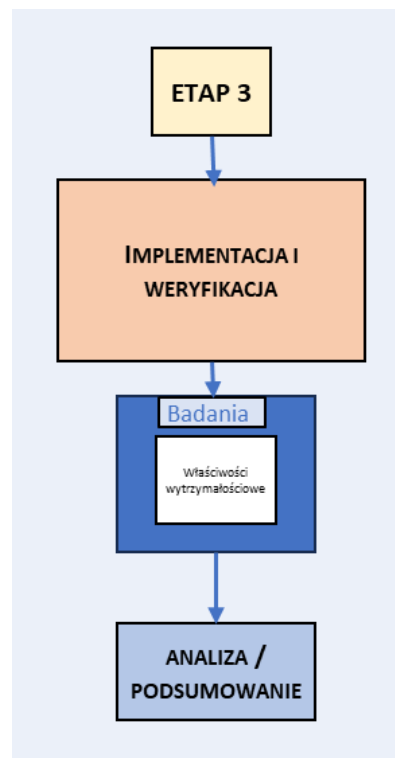 ETAP 3
IMPLEMENTACJA I
WERYFIKACJA
Badania
Właściwości
wytrzymałościowe
ANALIZA /
PODSUMOWANIE